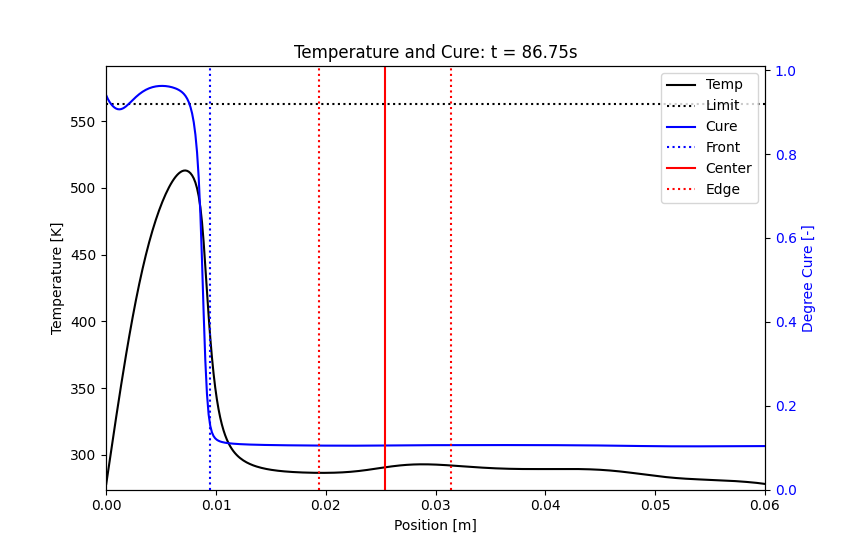 Temperature and Cure: t = 86.75s
Temp
Limit
Cure
Front
Center
Edge
Temperature [K]
550
500
450
400
350
300
Degree Cure [-]
1.0
0.8
0.6
0.4
0.2
0.0
0.00 0.01 0.02 0.03 0.04 0.05 0.06
Position [m]